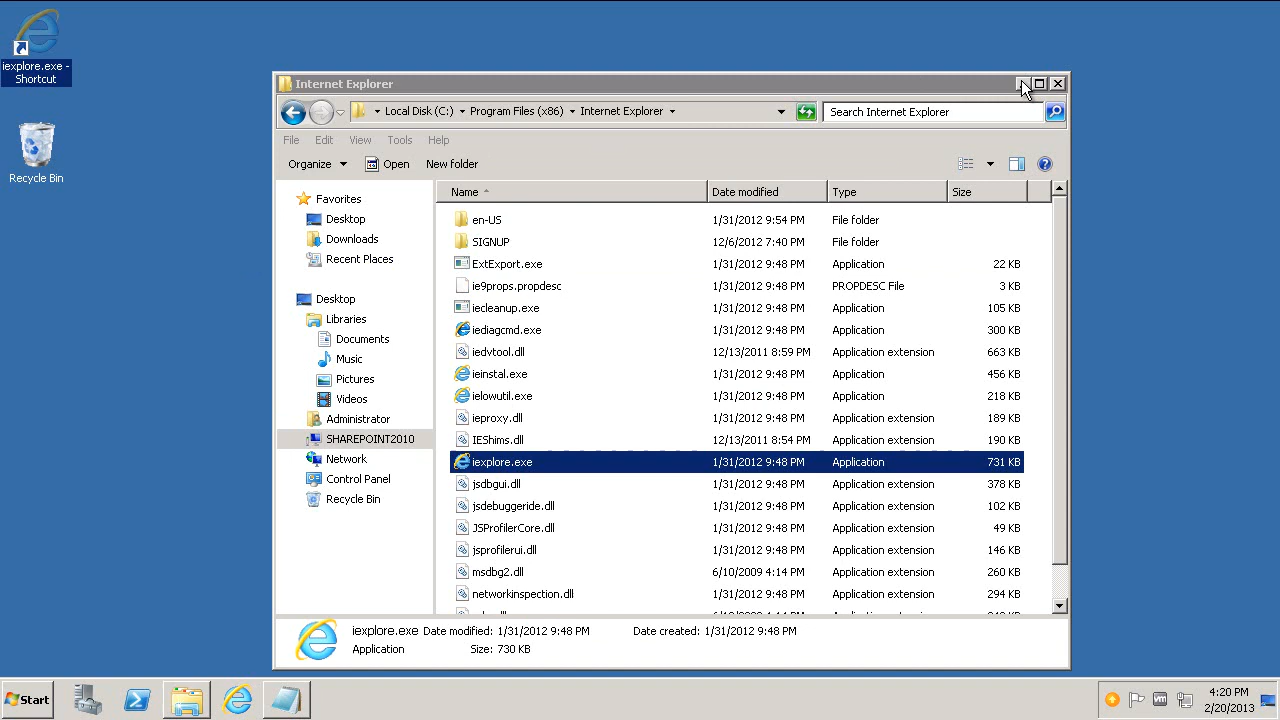 iexplore.exe -
Shortcut
Recycle Bin
Internet Explorer
Local Disk (C:) Program Files (x86) Internet Explorer
Search Internet Explorer
File Edit View Tools Help
Organize Open New folder
Favorites
Desktop
Downloads
Recent Places
Desktop
Libraries
Documents
Music
Pictures
Videos
Administrator
SHAREPOINT2010
Network
Control Panel
Recycle Bin
Name Date modified Type Size
en-US 1/31/2012 9:54 PM File folder
SIGNUP 12/6/2012 7:40 PM File folder
ExtExport.exe 1/31/2012 9:48 PM Application 22 KB
ie9props.propdesc 1/31/2012 9:48 PM PROPDESC File 3 KB
iecleanup.exe 1/31/2012 9:48 PM Application 105 KB
iediagcmd.exe 1/31/2012 9:48 PM Application 300 KB
iedvtool.dll 12/13/2011 8:59 PM Application extension 663 KB
ieinstal.exe 1/31/2012 9:48 PM Application 456 KB
ielowutil.exe 1/31/2012 9:48 PM Application 218 KB
ieproxy.dll 1/31/2012 9:48 PM Application extension 189 KB
IEShims.dll 12/13/2011 8:54 PM Application extension 190 KB
iexplore.exe 1/31/2012 9:48 PM Application 731 KB
jsdbgui.dll 1/31/2012 9:48 PM Application extension 378 KB
jsdebuggeride.dll 1/31/2012 9:48 PM Application extension 102 KB
JSProfilerCore.dll 1/31/2012 9:48 PM Application extension 49 KB
jsprofilerui.dll 1/31/2012 9:48 PM Application extension 146 KB
msdbg2.dll 6/10/2009 4:14 PM Application extension 260 KB
networkinspection.dll 1/31/2012 9:48 PM Application extension 294 KB
iexplore.exe Date modified: 1/31/2012 9:48 PM Date created: 1/31/2012 9:48 PM
Application Size: 730 KB
Start
4:20 PM
2/20/2013